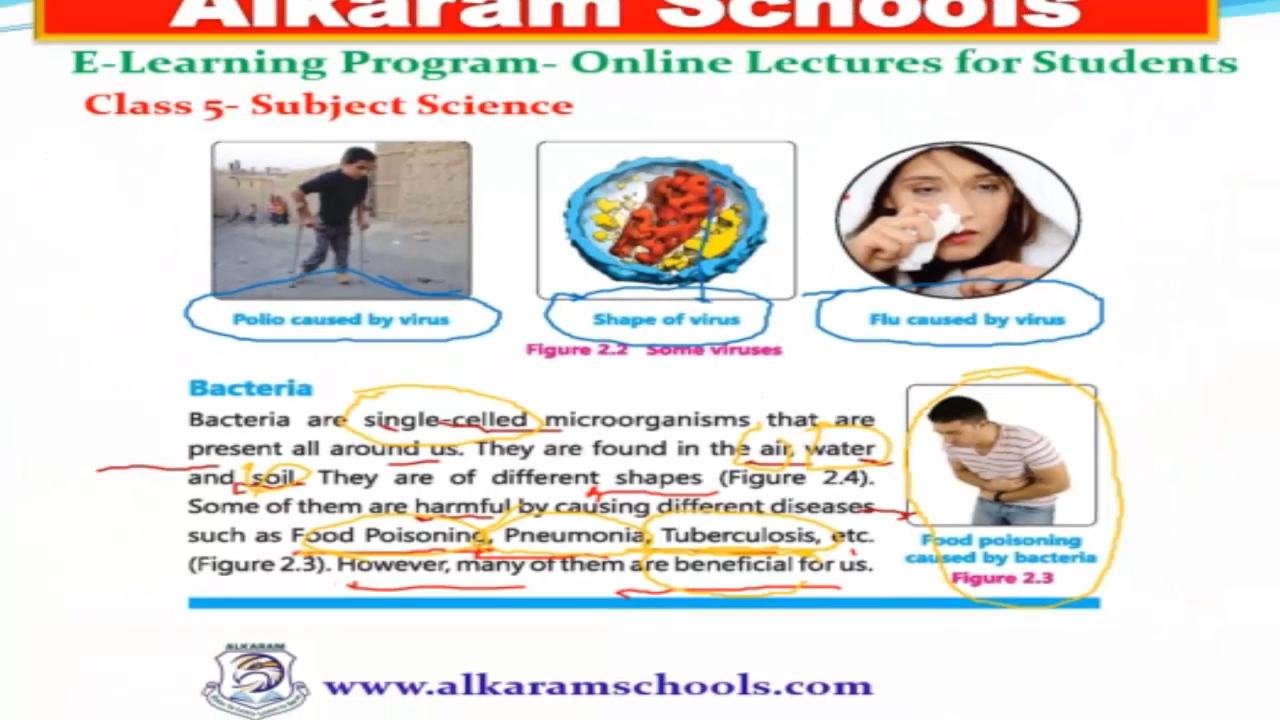 Alkaram Schools
E-Learning Program- Online Lectures for Students
Class 5- Subject Science
Polio caused by virus
Shape of virus
Flu caused by virus
Figure 2.2 Some viruses
Bacteria
Bacteria are single-celled microorganisms that are
present all around us. They are found in the air, water
and soil. They are of different shapes (Figure 2.4).
Some of them are harmful by causing different diseases
such as Food Poisoning, Pneumonia, Tuberculosis, etc.
(Figure 2.3). However, many of them are beneficial for us.
Food poisoning
caused by bacteria
Figure 2.3
ALKARAM
www.alkaramschools.com